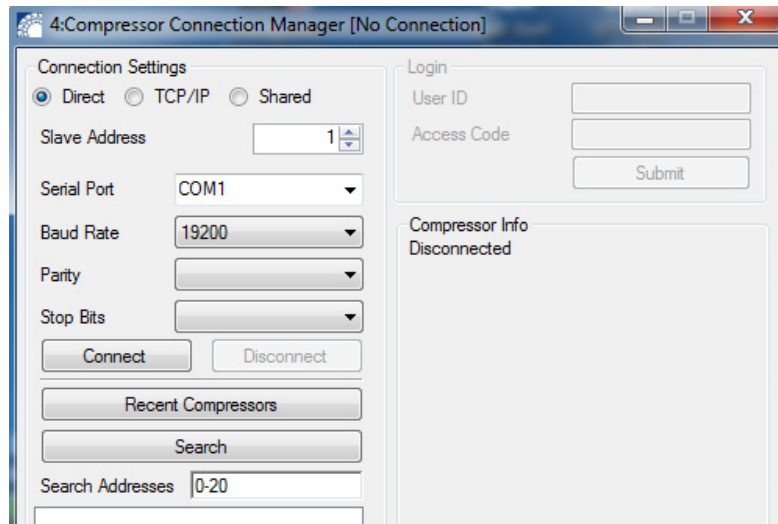 4:Compressor Connection Manager [No Connection]
Connection Settings
Direct TCP/IP Shared
Slave Address 1
Serial Port COM1
Baud Rate 19200
Parity
Stop Bits
Connect Disconnect
Recent Compressors
Search
Search Addresses 0-20
Login
User ID
Access Code
Submit
Compressor Info
Disconnected